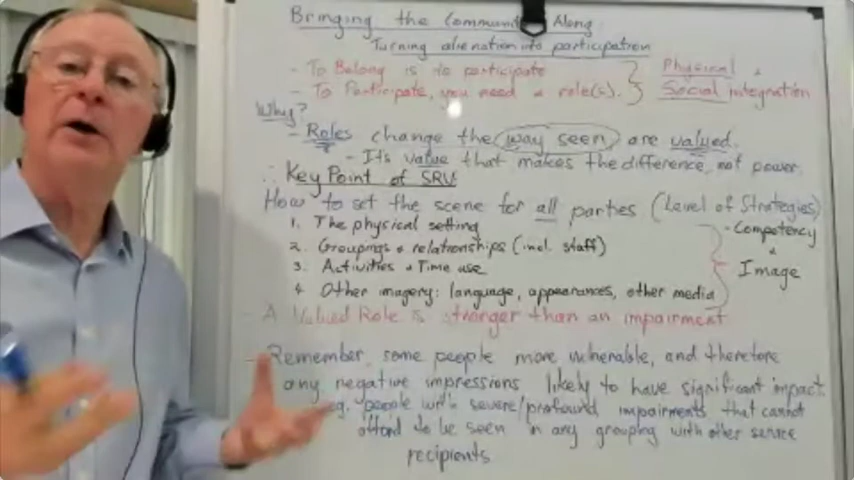 Bringing the Community Along
Turning alienation into participation
- To Belong is to participate
- To Participate, you need a role(s).
Physical +
Social integration
Why?
- Roles change the way seen are valued.
- Its value that makes the difference, not power
∴ Key Point of SRV
How to set the scene for all parties (Level of Strategies)
1. The physical setting
2. Groupings + relationships (incl. staff)
3. Activities + Time use
4 Other imagery: language, appearances, other media
- Competency
+
Image
- A Valued Role is stronger than an impairment
- Remember, some people more vulnerable, and therefore
any negative impressions likely to have significant impact
eg. people with severe/profound impairments that cannot
afford to be seen in any grouping with other service
recipients